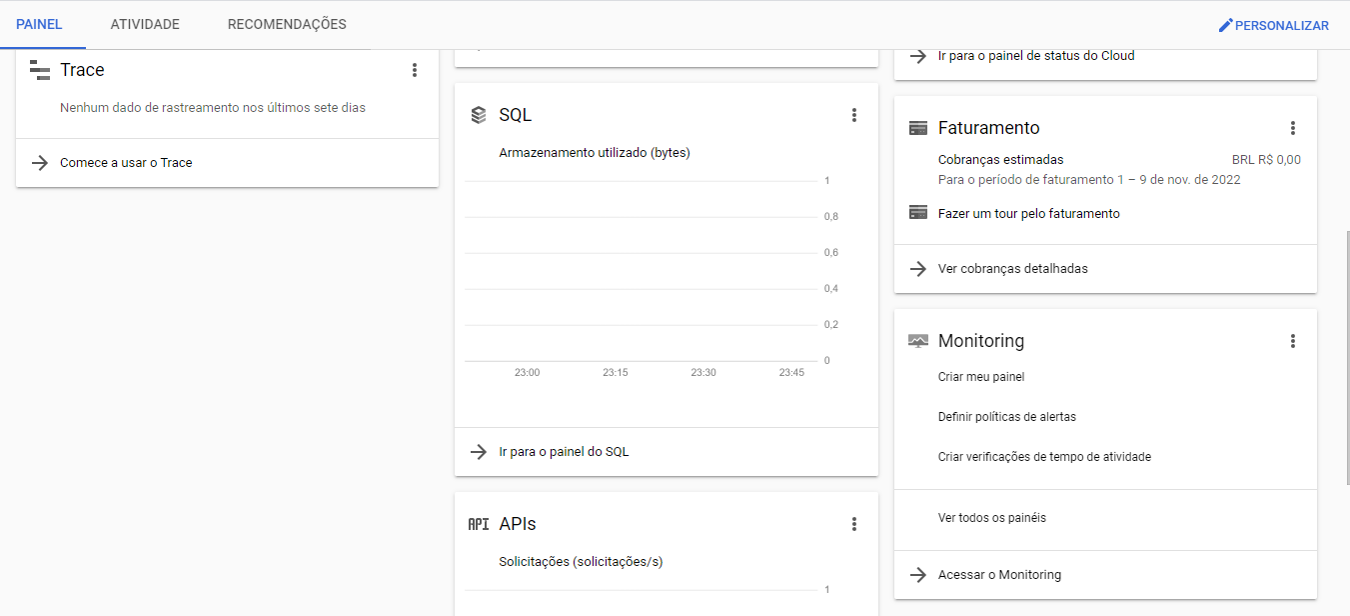 PAINEL
ATIVIDADE
RECOMENDAÇÕES
PERSONALIZAR
Trace
Nenhum dado de rastreamento nos últimos sete dias
Comece a usar o Trace
SQL
Armazenamento utilizado (bytes)
1
0,8
0,6
0,4
0,2
0
23:00
23:15
23:30
23:45
Ir para o painel do SQL
API APIs
Solicitações (solicitações/s)
1
Ir para o painel de status do Cloud
Faturamento
Cobranças estimadas
BRL R$ 0,00
Para o período de faturamento 1 – 9 de nov. de 2022
Fazer um tour pelo faturamento
Ver cobranças detalhadas
Monitoring
Criar meu painel
Definir políticas de alertas
Criar verificações de tempo de atividade
Ver todos os painéis
Acessar o Monitoring